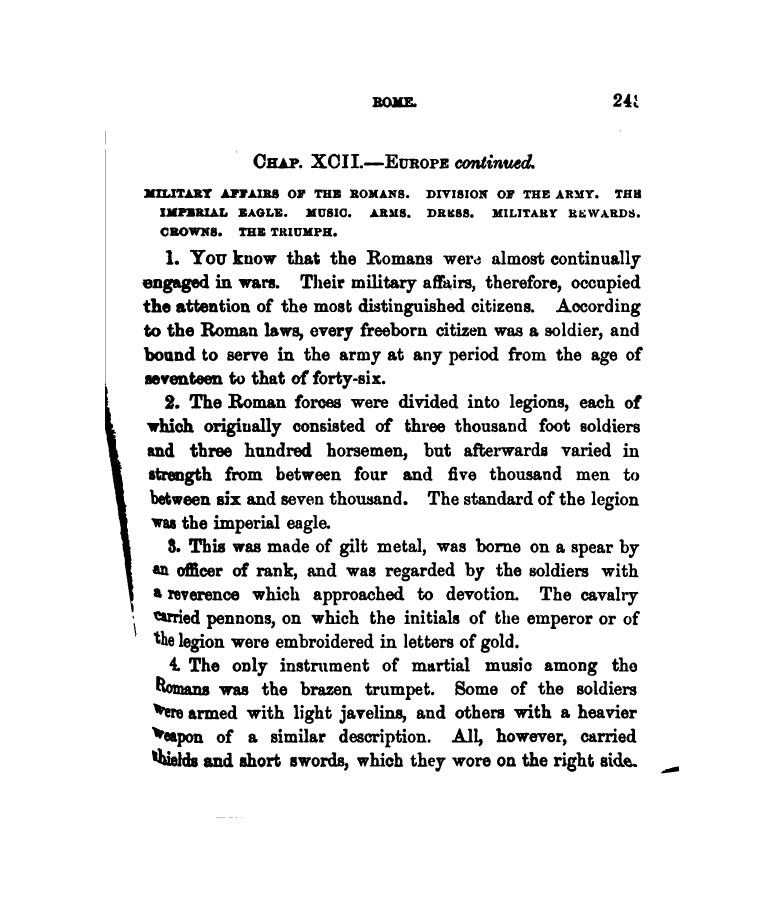 ROME.
CHAP. XCII.—EUROPE continued.
MILITARY AFFAIRS OF THE ROMANS. DIVISION OF THE ARMY. THE
IMPERIAL EAGLE. MUSIC. ARMS. DRESS. MILITARY REWARDS.
CROWNS. THE TRIUMPH.
1. YOU know that the Romans were almost continually
engaged in wars. Their military affairs, therefore, occupied
the attention of the most distinguished citizens. According
to the Roman laws, every freeborn citizen was a soldier, and
bound to serve in the army at any period from the age of
seventeen to that of forty-six.
2. The Roman forces were divided into legions, each of
which originally consisted of three thousand foot soldiers
and three hundred horsemen, but afterwards varied in
strength from between four and five thousand men to
between six and seven thousand. The standard of the legion
was the imperial eagle.
3. This was made of gilt metal, was borne on a spear by
an officer of rank, and was regarded by the soldiers with
a reverence which approached to devotion. The cavalry
carried pennons, on which the initials of the emperor or of
the legion were embroidered in letters of gold.
4. The only instrument of martial music among the
Romans was the brazen trumpet. Some of the soldiers
were armed with light javelins, and others with a heavier
weapon of a similar description. All, however, carried
shields and short swords, which they wore on the right side.